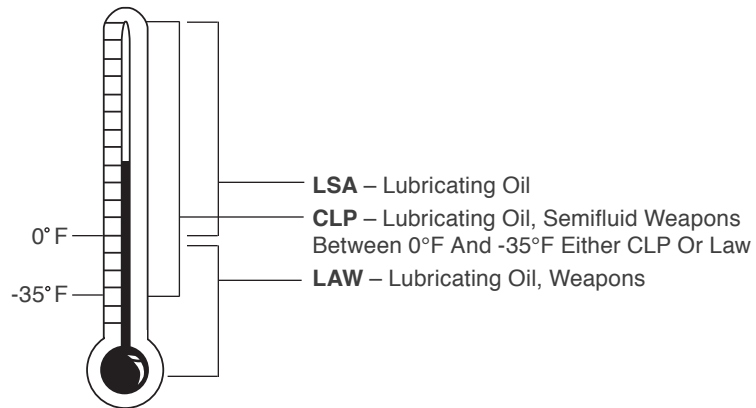 LSA – Lubricating Oil
0° F
CLP – Lubricating Oil, Semifluid Weapons
Between 0°F And -35°F Either CLP Or Law
LAW – Lubricating Oil, Weapons
-35° F